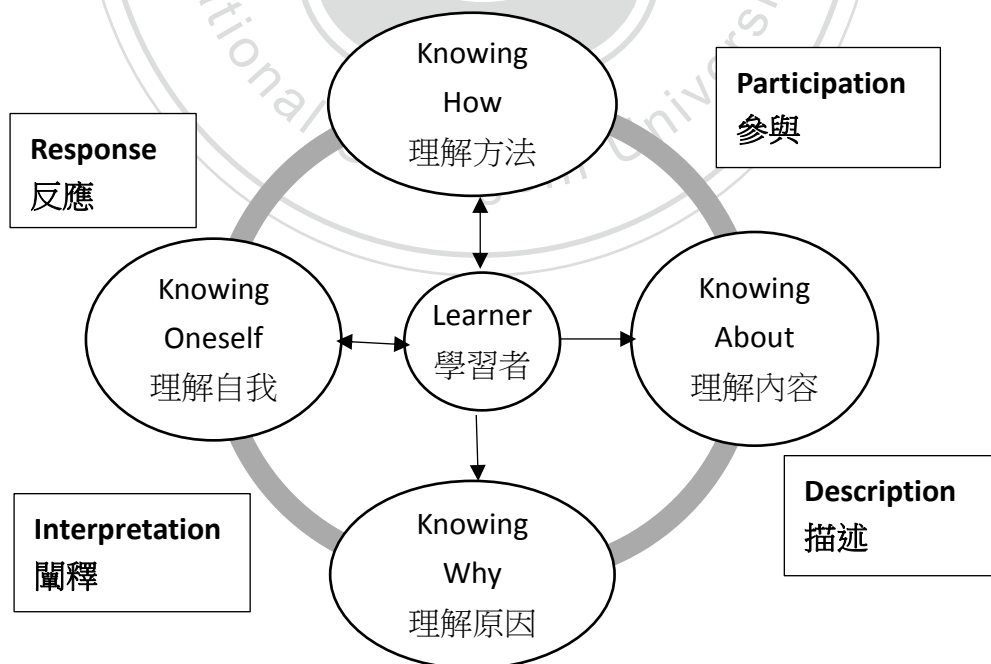 Knowing
How
理解方法
Participation
參與
Response
反應
Knowing
Oneself
理解自我
Learner
學習者
Knowing
About
理解內容
Interpretation
闡釋
Knowing
Why
理解原因
Description
描述